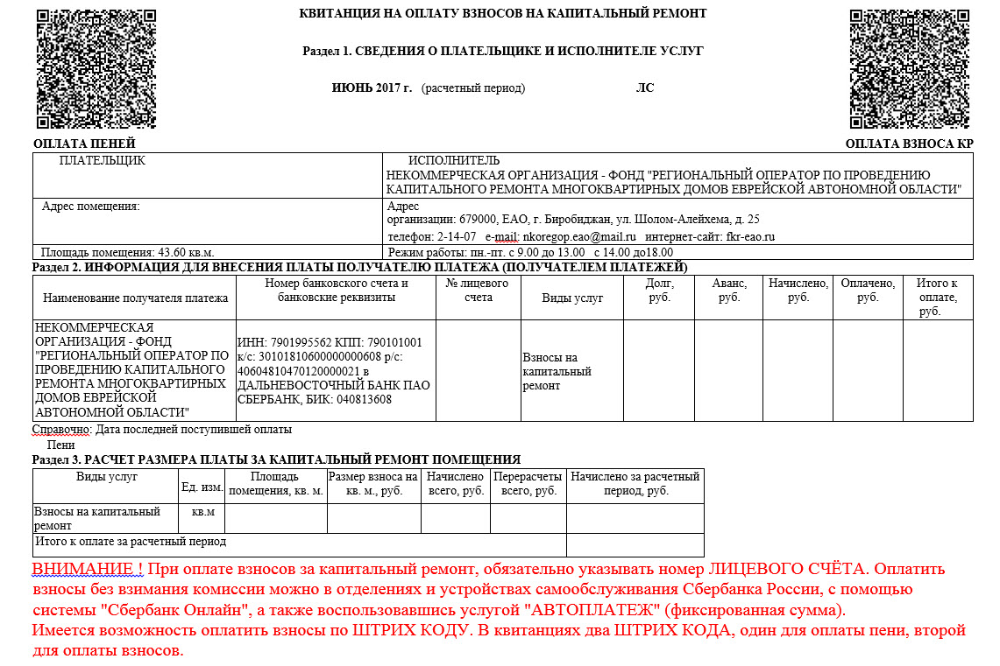 КВИТАНЦИЯ НА ОПЛАТУ ВЗНОСОВ НА КАПИТАЛЬНЫЙ РЕМОНТ
Раздел 1. СВЕДЕНИЯ О ПЛАТЕЛЬЩИКЕ И ИСПОЛНИТЕЛЕ УСЛУГ
ИЮНЬ 2017 г. (расчетный период) ЛС
ОПЛАТА ПЕНЕЙ
ОПЛАТА ВЗНОСА КР
ПЛАТЕЛЬЩИК
ИСПОЛНИТЕЛЬ
НЕКОММЕРЧЕСКАЯ ОРГАНИЗАЦИЯ - ФОНД "РЕГИОНАЛЬНЫЙ ОПЕРАТОР ПО ПРОВЕДЕНИЮ
КАПИТАЛЬНОГО РЕМОНТА МНОГОКВАРТИРНЫХ ДОМОВ ЕВРЕЙСКОЙ АВТОНОМНОЙ ОБЛАСТИ"
Адрес помещения:
Адрес
организации: 679000, ЕАО, г. Биробиджан, ул. Шолом-Алейхема, д. 25
телефон: 2-14-07 e-mail: nkoregop.eao@mail.ru интернет-сайт: fkr-eao.ru
Площадь помещения: 43.60 кв.м.
Режим работы: пн.-пт. с 9.00 до 13.00 с 14.00 до18.00
Раздел 2. ИНФОРМАЦИЯ ДЛЯ ВНЕСЕНИЯ ПЛАТЫ ПОЛУЧАТЕЛЮ ПЛАТЕЖА (ПОЛУЧАТЕЛЕМ ПЛАТЕЖЕЙ)
Наименование получателя платежа
Номер банковского счета и
банковские реквизиты
№ лицевого
счета
Виды услуг
Долг,
руб.
Аванс,
руб.
Начислено,
руб.
Оплачено,
руб.
Итого к
оплате,
руб.
НЕКОММЕРЧЕСКАЯ
ОРГАНИЗАЦИЯ - ФОНД
"РЕГИОНАЛЬНЫЙ ОПЕРАТОР ПО
ПРОВЕДЕНИЮ КАПИТАЛЬНОГО
РЕМОНТА МНОГОКВАРТИРНЫХ
ДОМОВ ЕВРЕЙСКОЙ
АВТОНОМНОЙ ОБЛАСТИ"
ИНН: 7901995562 КПП: 790101001
к/с: 30101810600000000608 р/с:
40604810470120000021 в
ДАЛЬНЕВОСТОЧНЫЙ БАНК ПАО
СБЕРБАНК, БИК: 040813608
Взносы на
капитальный
ремонт
Справочно: Дата последней поступившей оплаты
Пени
Раздел 3. РАСЧЕТ РАЗМЕРА ПЛАТЫ ЗА КАПИТАЛЬНЫЙ РЕМОНТ ПОМЕЩЕНИЯ
Виды услуг
Ед. изм.
Площадь
помещения, кв. м.
Размер взноса на
кв. м., руб.
Начислено
всего, руб.
Перерасчеты
всего, руб.
Начислено за расчетный
период, руб.
Взносы на капитальный
ремонт
кв.м
Итого к оплате за расчетный период
ВНИМАНИЕ ! При оплате взносов за капитальный ремонт, обязательно указывать номер ЛИЦЕВОГО СЧЁТА. Оплатить
взносы без взимания комиссии можно в отделениях и устройствах самообслуживания Сбербанка России, с помощью
системы "Сбербанк Онлайн", а также воспользовавшись услугой "АВТОПЛАТЕЖ" (фиксированная сумма).
Имеется возможность оплатить взносы по ШТРИХ КОДУ. В квитанциях два ШТРИХ КОДА, один для оплаты пени, второй
для оплаты взносов.